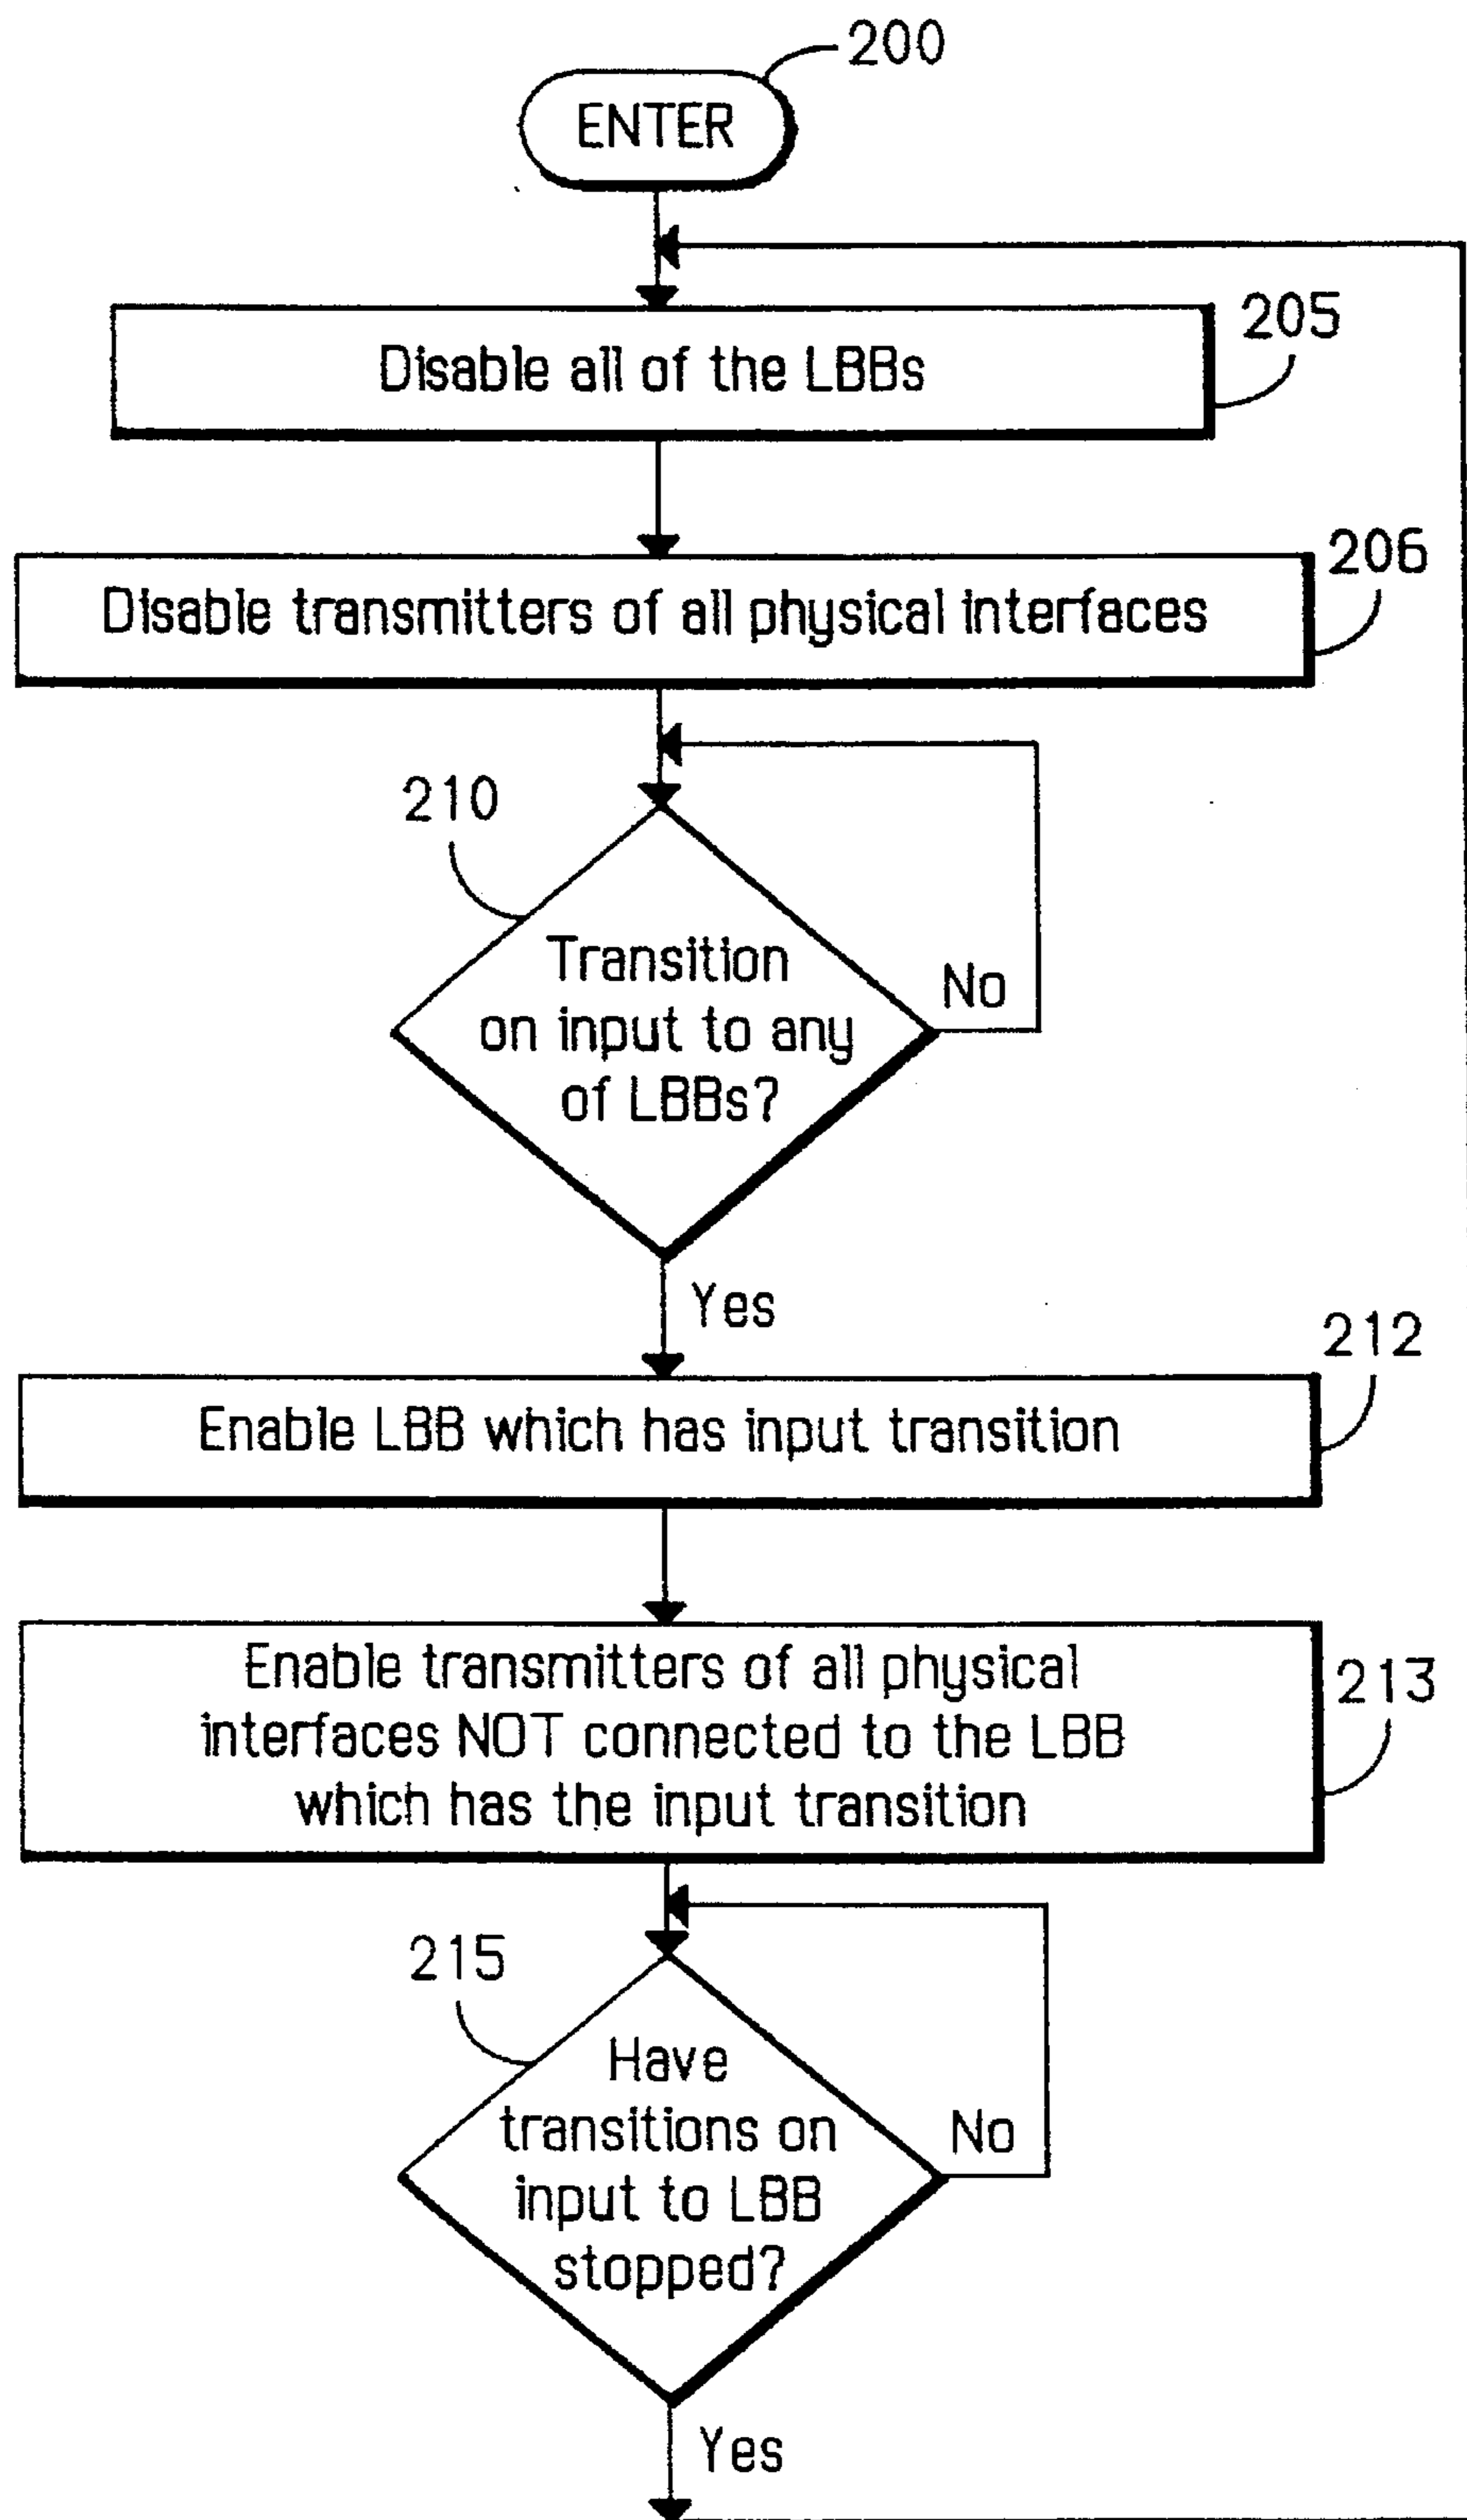 200
ENTER
205
Disable all of the LBBs
206
Disable transmitters of all physical interfaces
210
Transition
on input to any
of LBBs?
No
Yes
212
Enable LBB which has input transition
Enable transmitters of all physical
interfaces NOT connected to the LBB
which has the input transition
213
215
Have
transitions on
input to LBB
stopped?
No
Yes